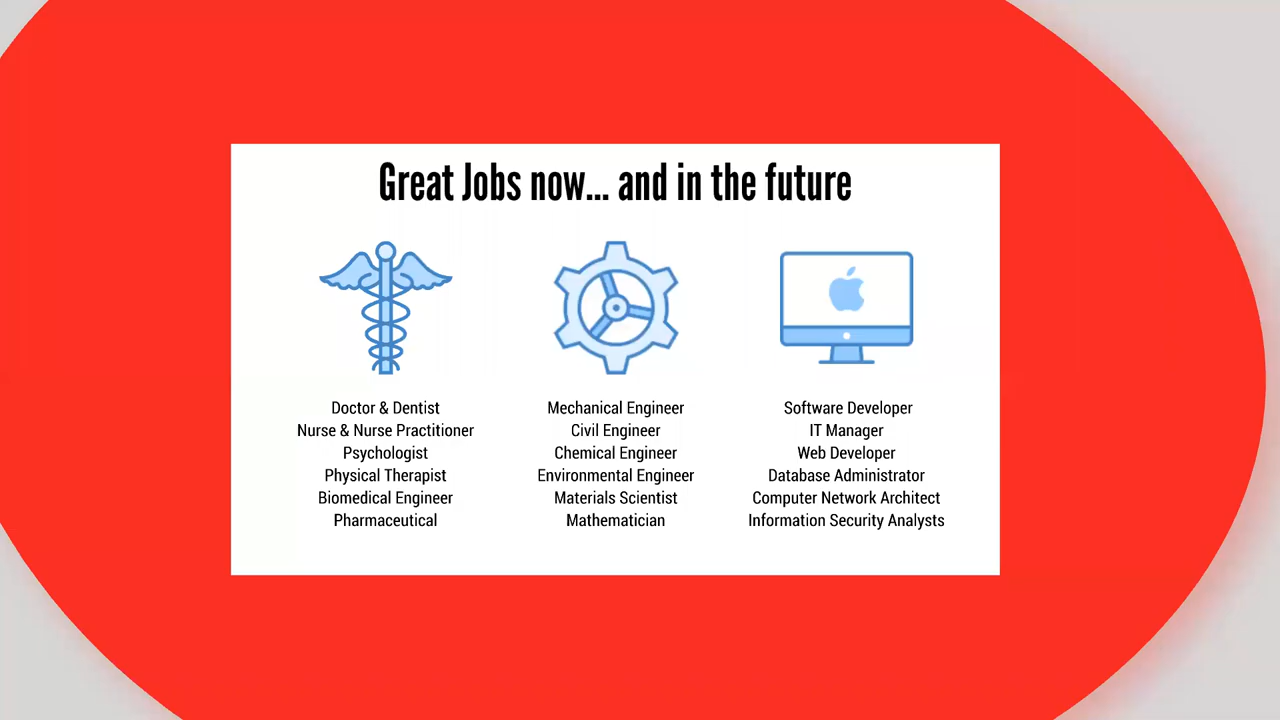 Great Jobs now... and in the future
Doctor & Dentist
Nurse & Nurse Practitioner
Psychologist
Physical Therapist
Biomedical Engineer
Pharmaceutical
Mechanical Engineer
Civil Engineer
Chemical Engineer
Environmental Engineer
Materials Scientist
Mathematician
Software Developer
IT Manager
Web Developer
Database Administrator
Computer Network Architect
Information Security Analysts